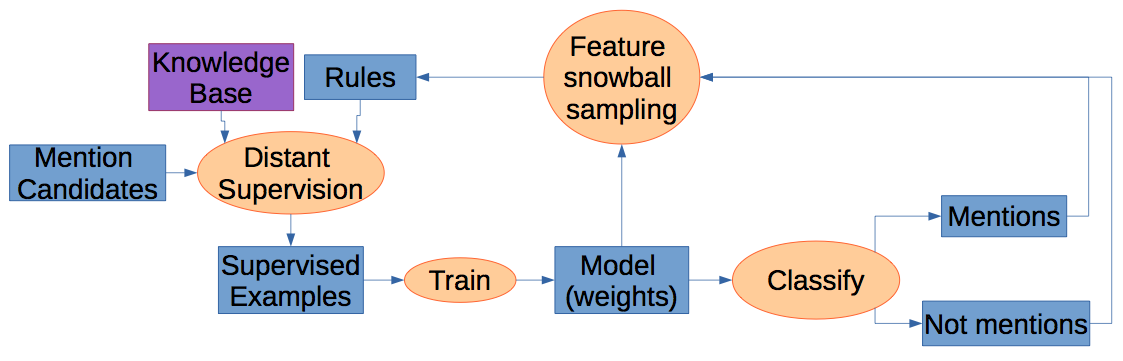 Knowledge
Base
Rules
Feature
snowball
sampling
Mention
Candidates
Distant
Supervision
Supervised
Examples
Train
Model
(weights)
Classify
Mentions
Not mentions